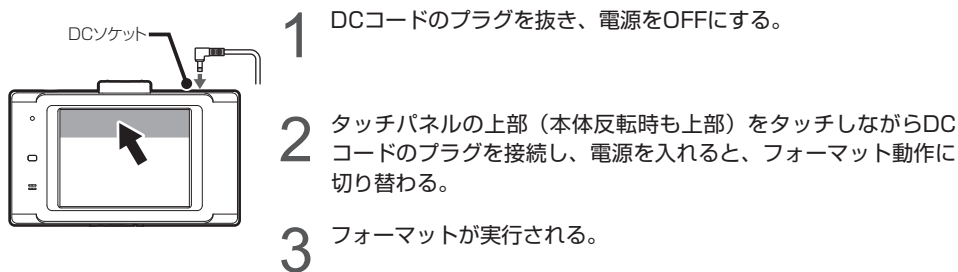 DCソケット
1 DCコードのプラグを抜き、電源をOFFにする。
2 タッチパネルの上部（本体反転時も上部）をタッチしながらDC
コードのプラグを接続し、電源を入れると、フォーマット動作に
切り替わる。
3 フォーマットが実行される。